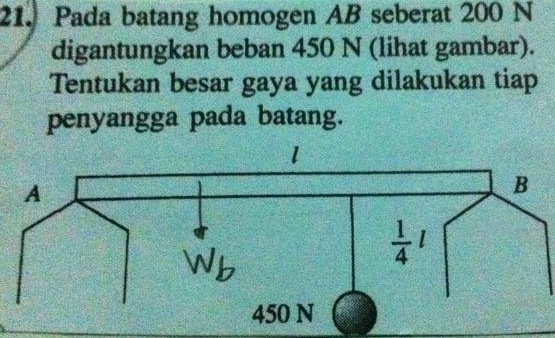 21. Pada batang homogen AB seberat 200 N
digantungkan beban 450 N (lihat gambar).
Tentukan besar gaya yang dilakukan tiap
penyangga pada batang.
l
A
B
W_b
1/4 l
450 N